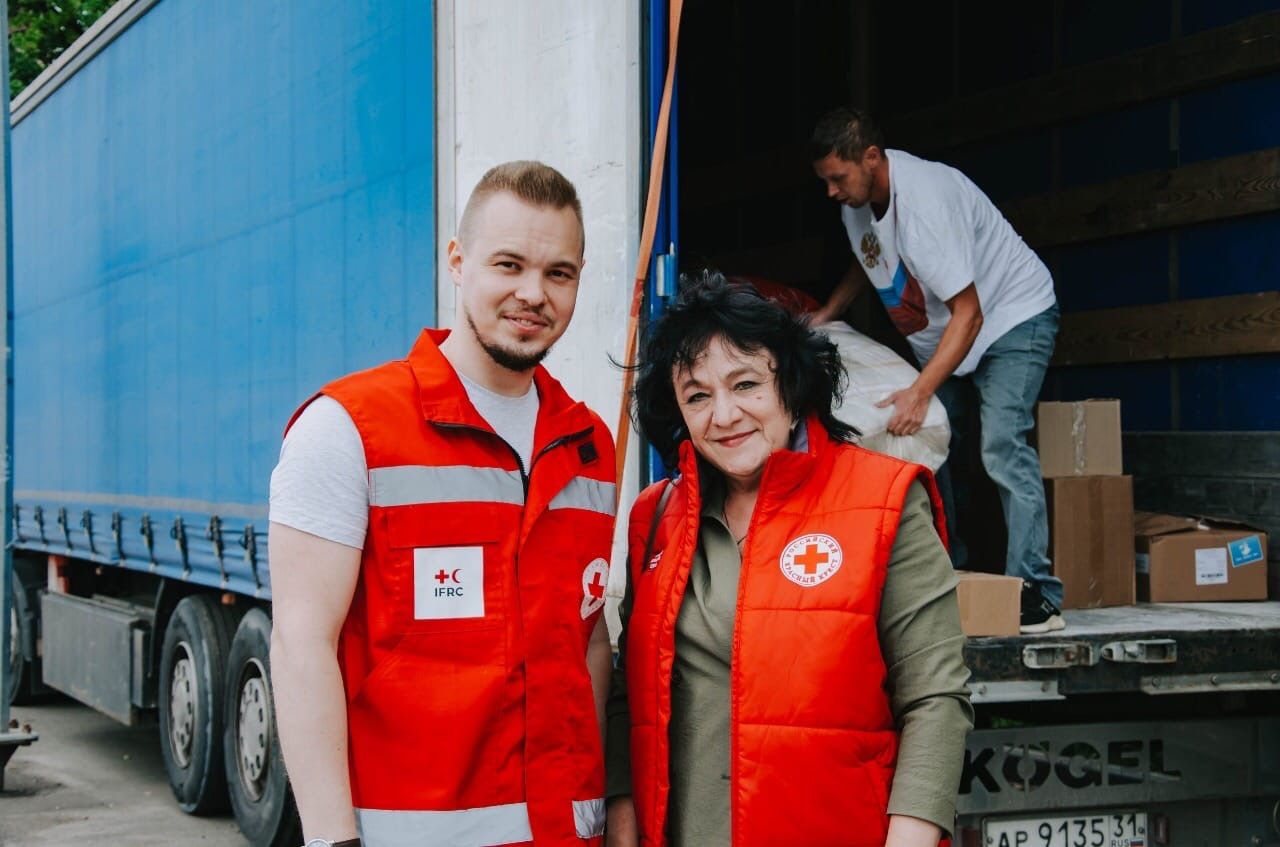 IFRC
РОССИЙСКИЙ
КРАСНЫЙ КРЕСТ
KÖGEL
АР 9135 31
RUS